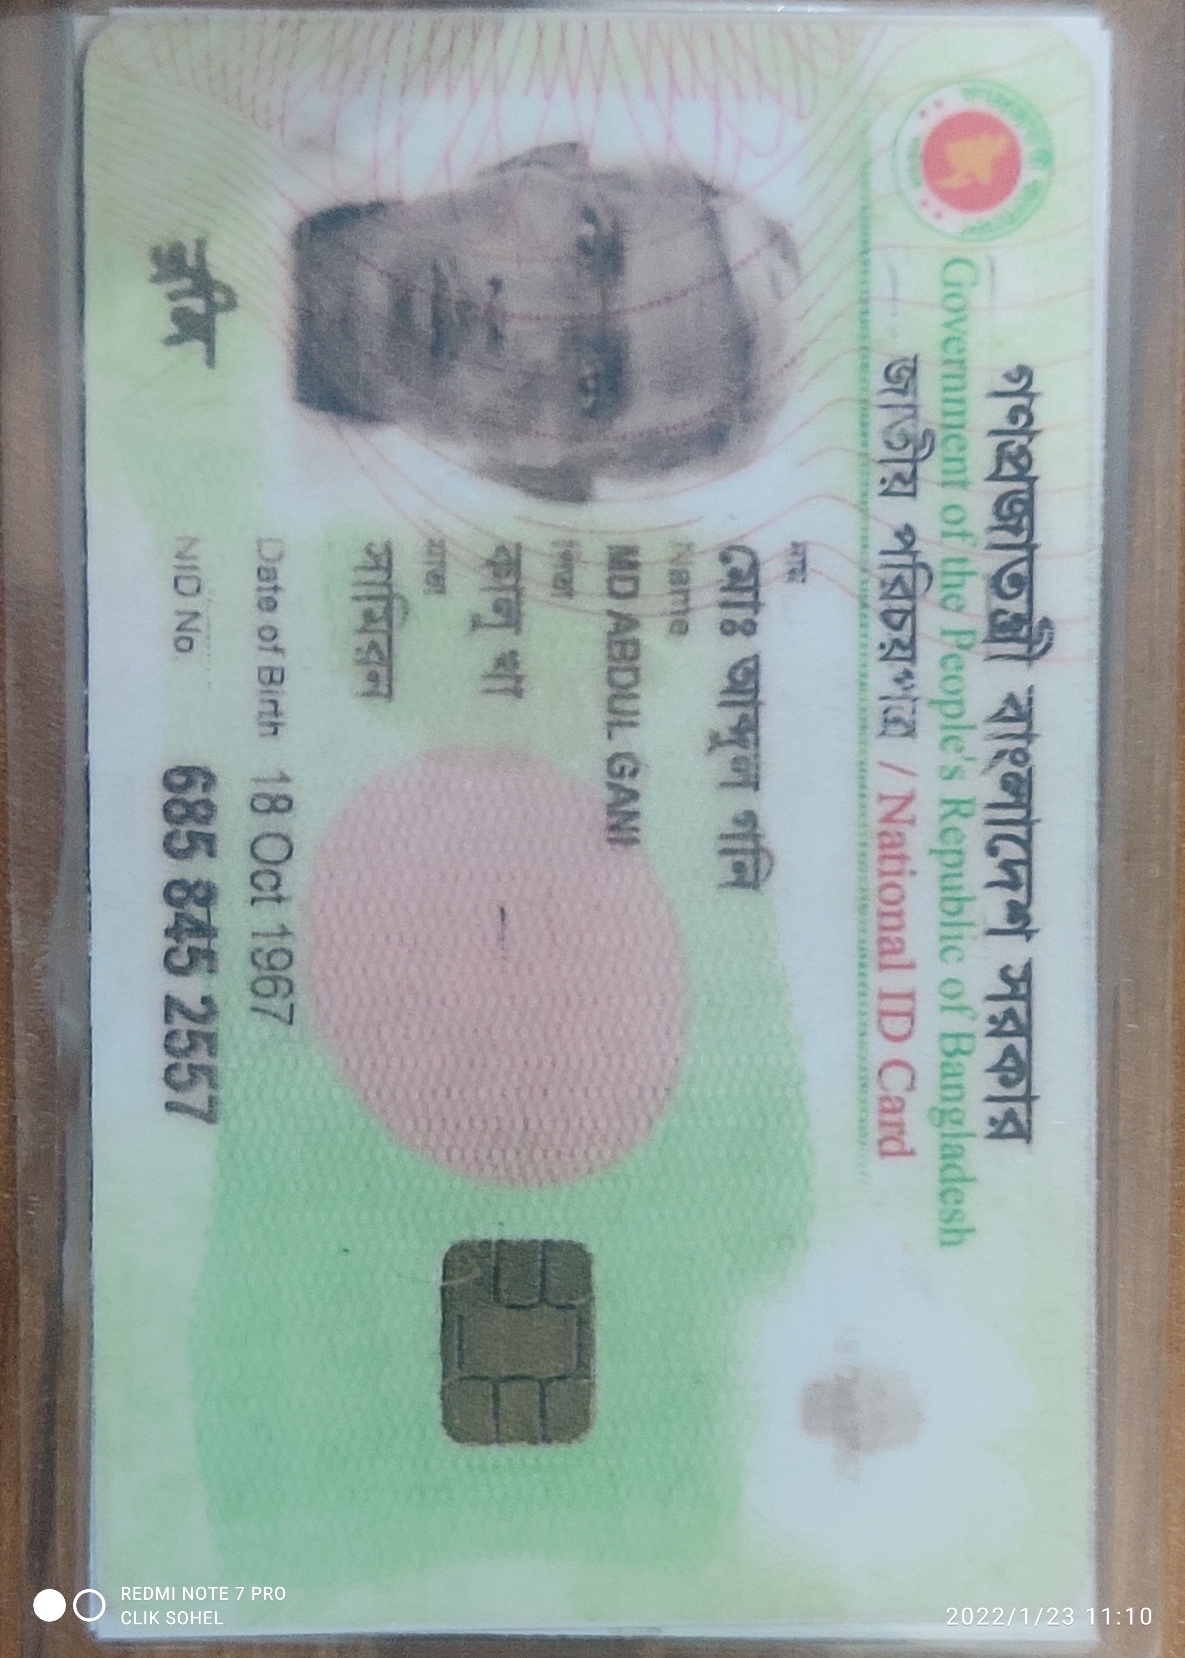 গণপ্রজাতন্ত্রী বাংলাদেশ সরকার
Government of the People's Republic of Bangladesh
জাতীয় পরিচয়পত্র / National ID Card
নাম
মোঃ আব্দুল গনি
Name
MD ABDUL GANI
পিতা
কালু খাঁ
মাতা
সামিরন
Date of Birth 18 Oct 1967
NID No. 685 845 2557
গনি
REDMI NOTE 7 PRO
CLIK SOHEL
2022/1/23 11:10